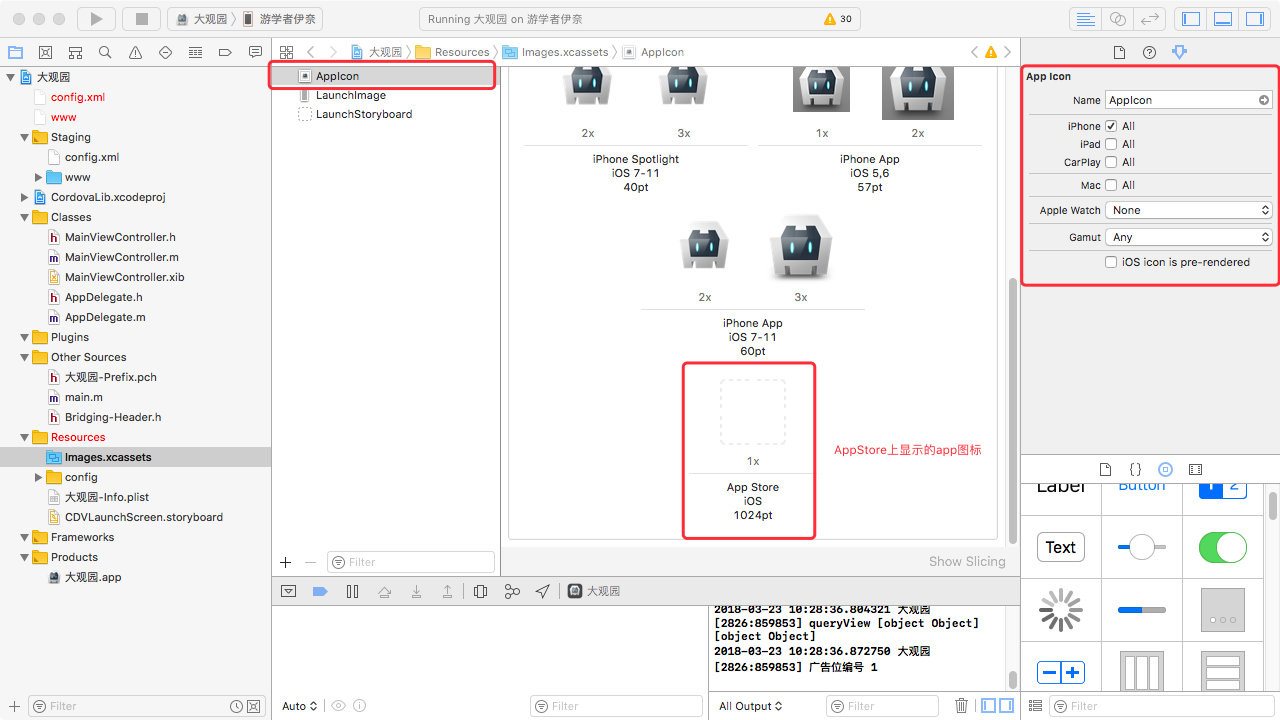 大观园
游学者伊奈
Running 大观园 on 游学者伊奈
30
大观园
Resources
Images.xcassets
AppIcon
大观园
config.xml
www
Staging
config.xml
www
CordovaLib.xcodeproj
Classes
MainViewController.h
MainViewController.m
MainViewController.xib
AppDelegate.h
AppDelegate.m
Plugins
Other Sources
大观园-Prefix.pch
main.m
Bridging-Header.h
Resources
Images.xcassets
config
大观园-Info.plist
CDVLaunchScreen.storyboard
Frameworks
Products
大观园.app
Filter
AppIcon
LaunchImage
LaunchStoryboard
Filter
2x
3x
iPhone Spotlight
iOS 7-11
40pt
1x
2x
iPhone App
iOS 5,6
57pt
2x
3x
iPhone App
iOS 7-11
60pt
1x
App Store
iOS
1024pt
AppStore上显示的app图标
Show Slicing
大观园
2018-03-23 10:28:36.804321 大观园
[2826:859853] queryView [object Object]
[object Object]
2018-03-23 10:28:36.872750 大观园
[2826:859853] 广告位编号 1
Auto
Filter
All Output
Filter
App Icon
Name AppIcon
iPhone All
iPad All
CarPlay All
Mac All
Apple Watch None
Gamut Any
iOS icon is pre-rendered
Label
Button
1 2
Text
Filter